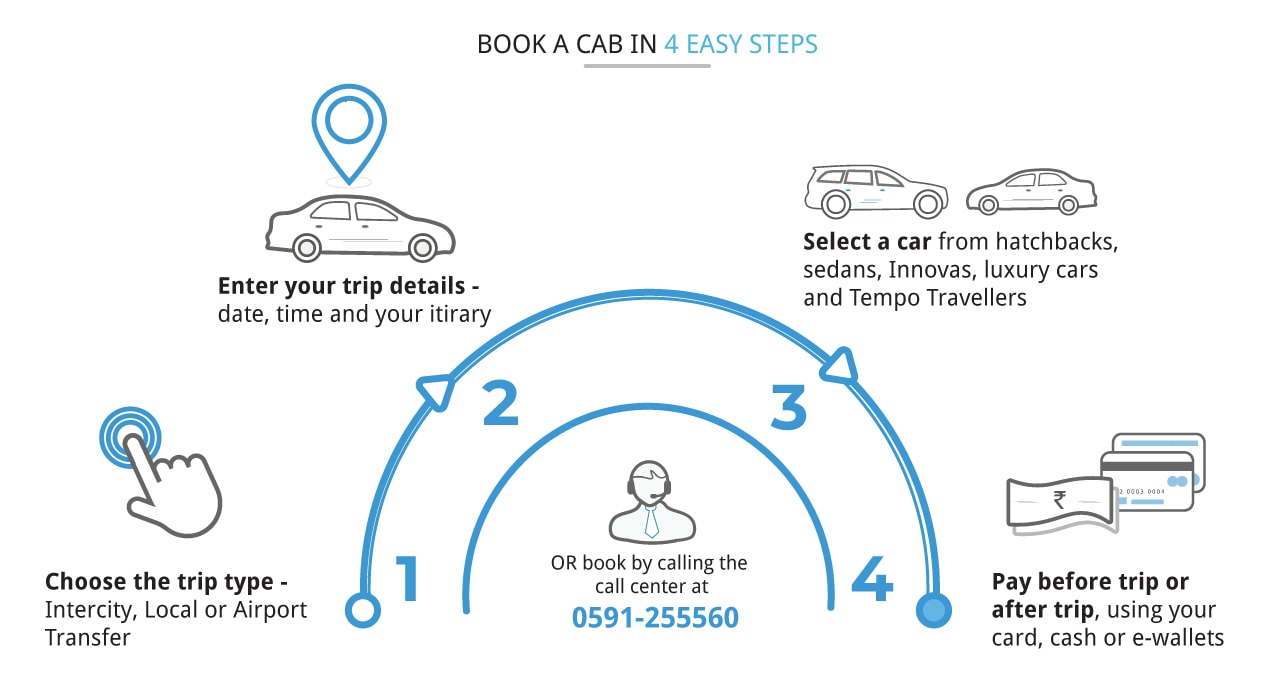 BOOK A CAB IN 4 EASY STEPS
Enter your trip details -
date, time and your itirary
Select a car from hatchbacks,
sedans, Innovas, luxury cars
and Tempo Travellers
2
3
1
4
Choose the trip type -
Intercity, Local or Airport
Transfer
OR book by calling the
call center at
0591-255560
₹
2 0003 0004
Pay before trip or
after trip, using your
card, cash or e-wallets